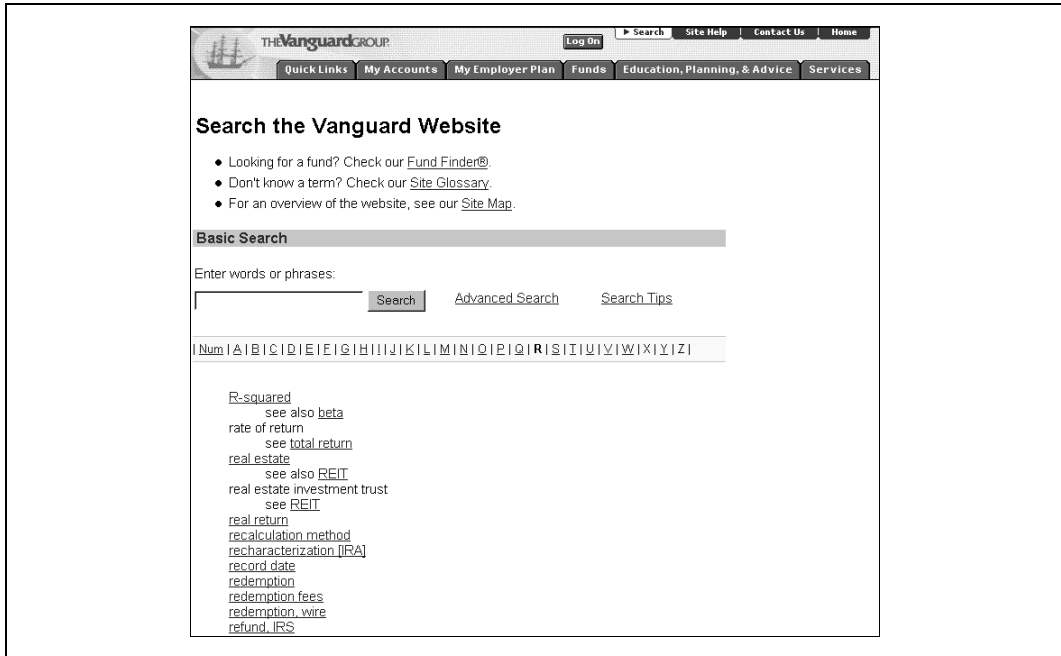 THEVanguardGROUP.
Log On
▶ Search Site Help | Contact Us | Home
Quick Links My Accounts My Employer Plan Funds Education, Planning, & Advice Services
Search the Vanguard Website
● Looking for a fund? Check our Fund Finder®.
● Don't know a term? Check our Site Glossary.
● For an overview of the website, see our Site Map.
Basic Search
Enter words or phrases:
Search Advanced Search Search Tips
| Num | A | B | C | D | E | F | G | H | I | J | K | L | M | N | O | P | Q | R | S | T | U | V | W | X | Y | Z |
R-squared
see also beta
rate of return
see total return
real estate
see also REIT
real estate investment trust
see REIT
real return
recalculation method
recharacterization [IRA]
record date
redemption
redemption fees
redemption, wire
refund, IRS